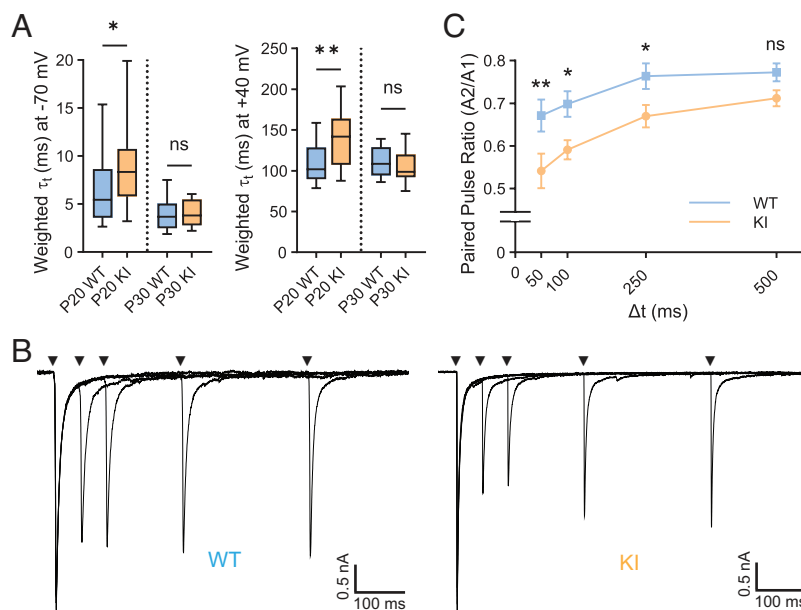 A
Weighted τt (ms) at -70 mV
20
15
10
5
0
*
ns
P20 WT
P20 KI
P30 WT
P30 KI
Weighted τt (ms) at +40 mV
250
200
150
100
50
0
**
ns
P20 WT
P20 KI
P30 WT
P30 KI
C
Paired Pulse Ratio (A2/A1)
0.8
0.7
0.6
0.5
**
*
*
ns
WT
KI
0
50
100
250
500
Δt (ms)
B
WT
0.5 nA
100 ms
KI
0.5 nA
100 ms